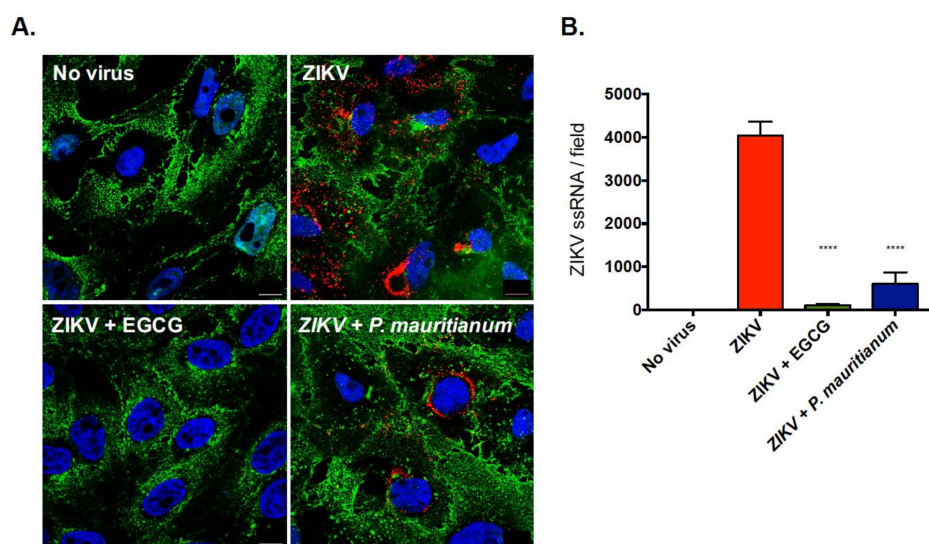 A.
B.
No virus
ZIKV
ZIKV + EGCG
ZIKV + P. mauritianum
ZIKV ssRNA / field
5000
4000
3000
2000
1000
0
****
****
No virus
ZIKV
ZIKV + EGCG
ZIKV + P. mauritianum